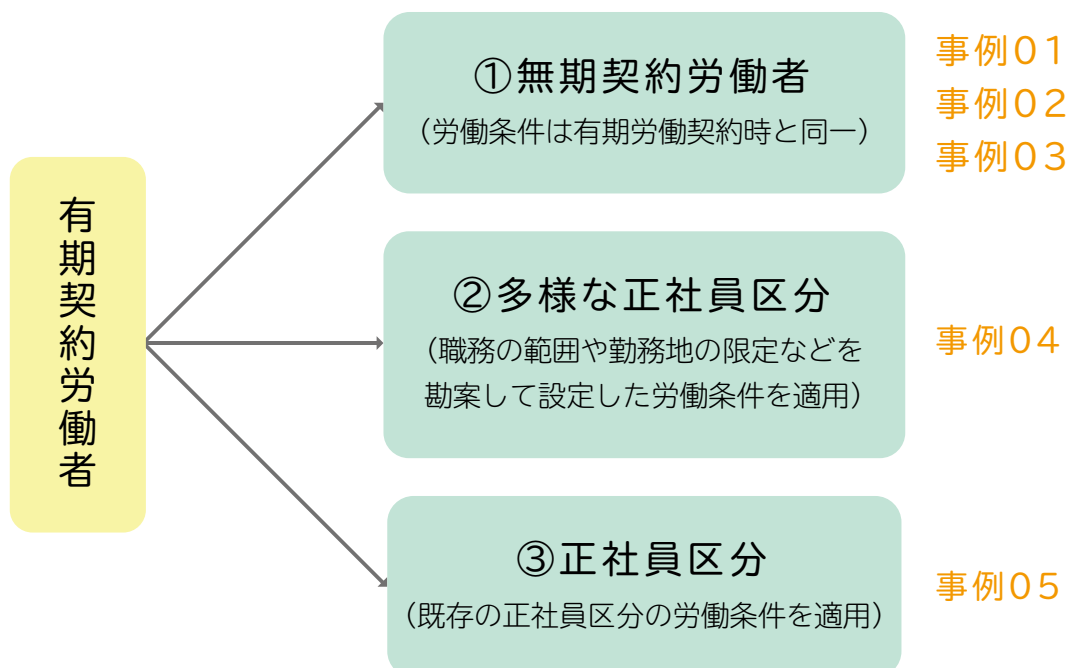 有期契約労働者
①無期契約労働者
（労働条件は有期労働契約時と同一）
事例01
事例02
事例03
②多様な正社員区分
（職務の範囲や勤務地の限定などを
勘案して設定した労働条件を適用）
事例04
③正社員区分
（既存の正社員区分の労働条件を適用）
事例05